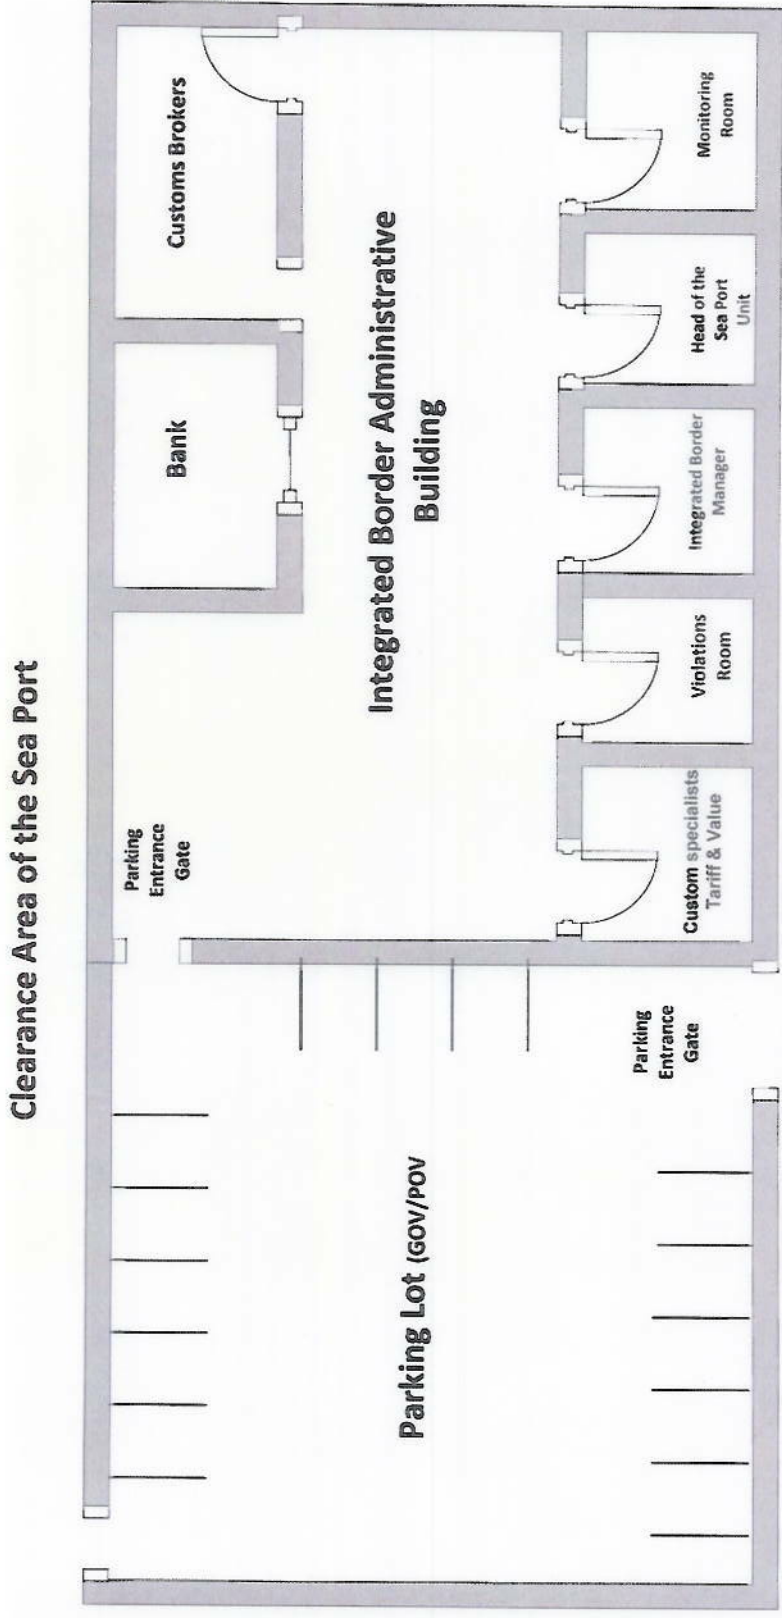 Clearance Area of the Sea Port
Parking
Entrance
Gate
Bank
Customs Brokers
Parking Lot (GOV/POV
Integrated Border Administrative
Building
Parking
Entrance
Gate
Custom specialists
Tariff & Value
Violations
Room
Integrated Border
Manager
Head of the
Sea Port
Unit
Monitoring
Room